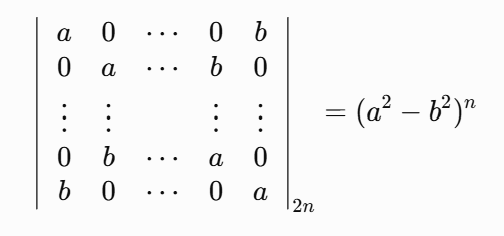 a 0 ⋯ 0 b
0 a ⋯ b 0
⋮ ⋮ ⋮ ⋮
0 b ⋯ a 0
b 0 ⋯ 0 a
2n
= (a² − b²)ⁿ